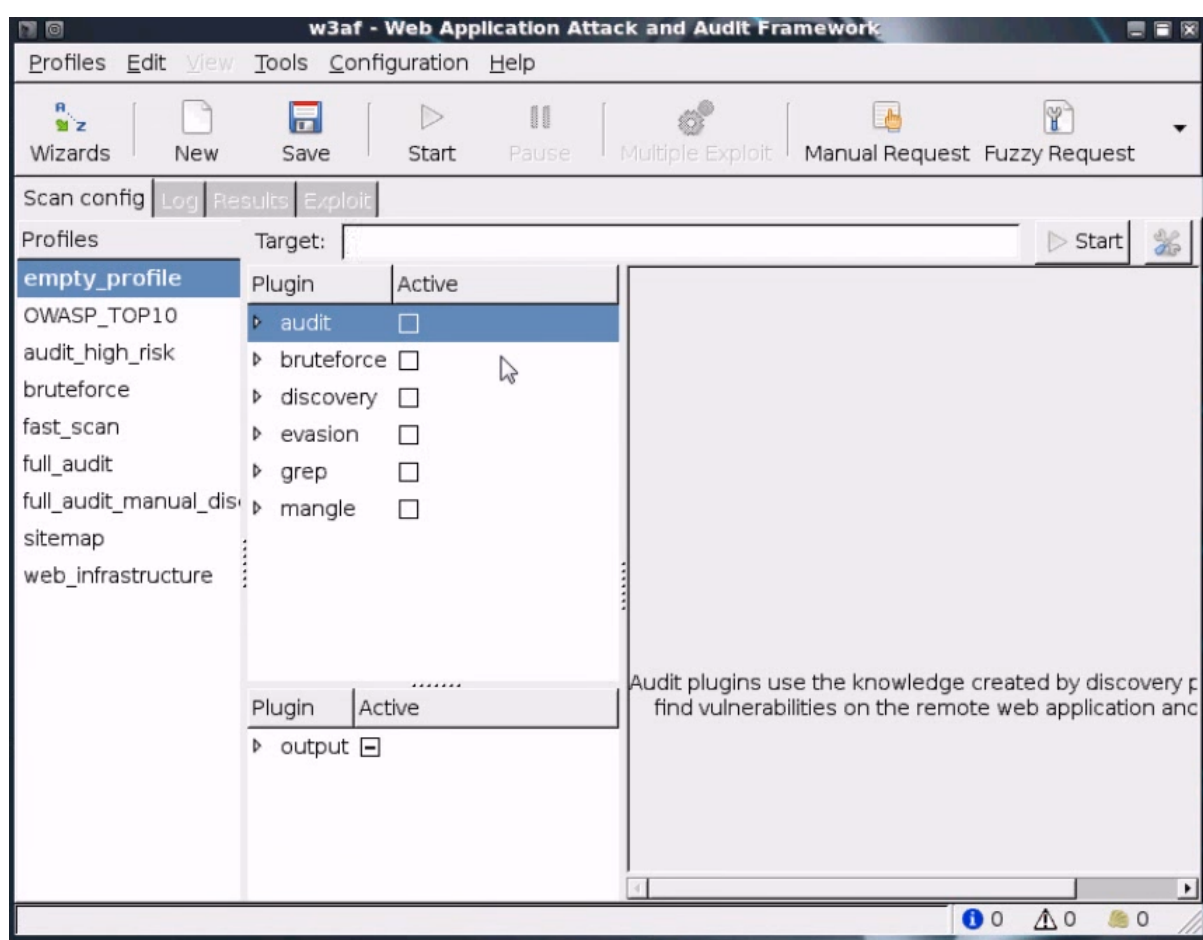 w3af - Web Application Attack and Audit Framework
Profiles Edit View Tools Configuration Help
Wizards New Save Start Pause Multiple Exploit Manual Request Fuzzy Request
Scan config Log Results Exploit
Profiles
Target:
Start
empty_profile
OWASP_TOP10
audit_high_risk
bruteforce
fast_scan
full_audit
full_audit_manual_dis
sitemap
web_infrastructure
Plugin Active
audit
bruteforce
discovery
evasion
grep
mangle
Plugin Active
output
Audit plugins use the knowledge created by discovery p
find vulnerabilities on the remote web application and
0 0 0